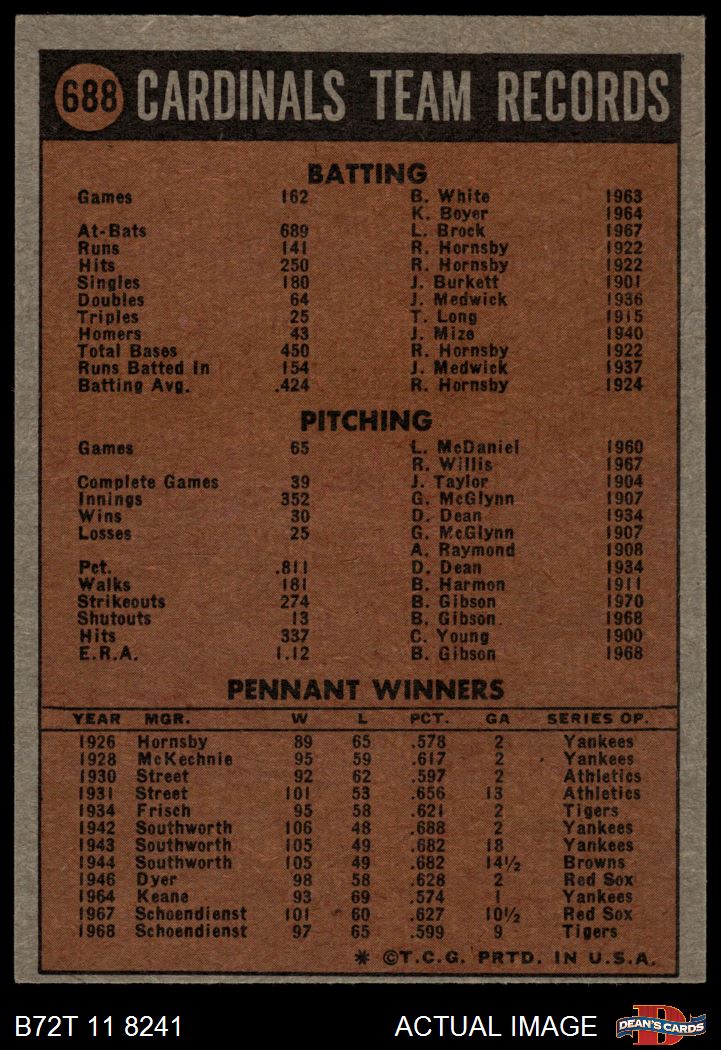 688 CARDINALS TEAM RECORDS
BATTING
Games 162 B. White 1963
K. Boyer 1964
At-Bats 689 L. Brock 1967
Runs 141 R. Hornsby 1922
Hits 250 R. Hornsby 1922
Singles 180 J. Burkett 1901
Doubles 64 J. Medwick 1936
Triples 25 T. Long 1915
Homers 43 J. Mize 1940
Total Bases 450 R. Hornsby 1922
Runs Batted In 154 J. Medwick 1937
Batting Avg. .424 R. Hornsby 1924
PITCHING
Games 65 L. McDaniel 1960
R. Willis 1967
Complete Games 39 J. Taylor 1904
Innings 352 G. McGlynn 1907
Wins 30 D. Dean 1934
Losses 25 G. McGlynn 1907
A. Raymond 1908
Pct. .811 D. Dean 1934
Walks 181 B. Harmon 1911
Strikeouts 274 B. Gibson 1970
Shutouts 13 B. Gibson 1968
Hits 337 C. Young 1900
E.R.A. 1.12 B. Gibson 1968
PENNANT WINNERS
YEAR MGR. W L PCT. GA SERIES OP.
1926 Hornsby 89 65 .578 2 Yankees
1928 McKechnie 95 59 .617 2 Yankees
1930 Street 92 62 .597 2 Athletics
1931 Street 101 53 .656 13 Athletics
1934 Frisch 95 58 .621 2 Tigers
1942 Southworth 106 48 .688 2 Yankees
1943 Southworth 105 49 .682 18 Yankees
1944 Southworth 105 49 .682 14½ Browns
1946 Dyer 98 58 .628 2 Red Sox
1964 Keane 93 69 .574 1 Yankees
1967 Schoendienst 101 60 .627 10½ Red Sox
1968 Schoendienst 97 65 .599 9 Tigers
* ©T.C.G. PRTD. IN U.S.A.
B72T 11 8241 ACTUAL IMAGE D DEAN'S CARDS